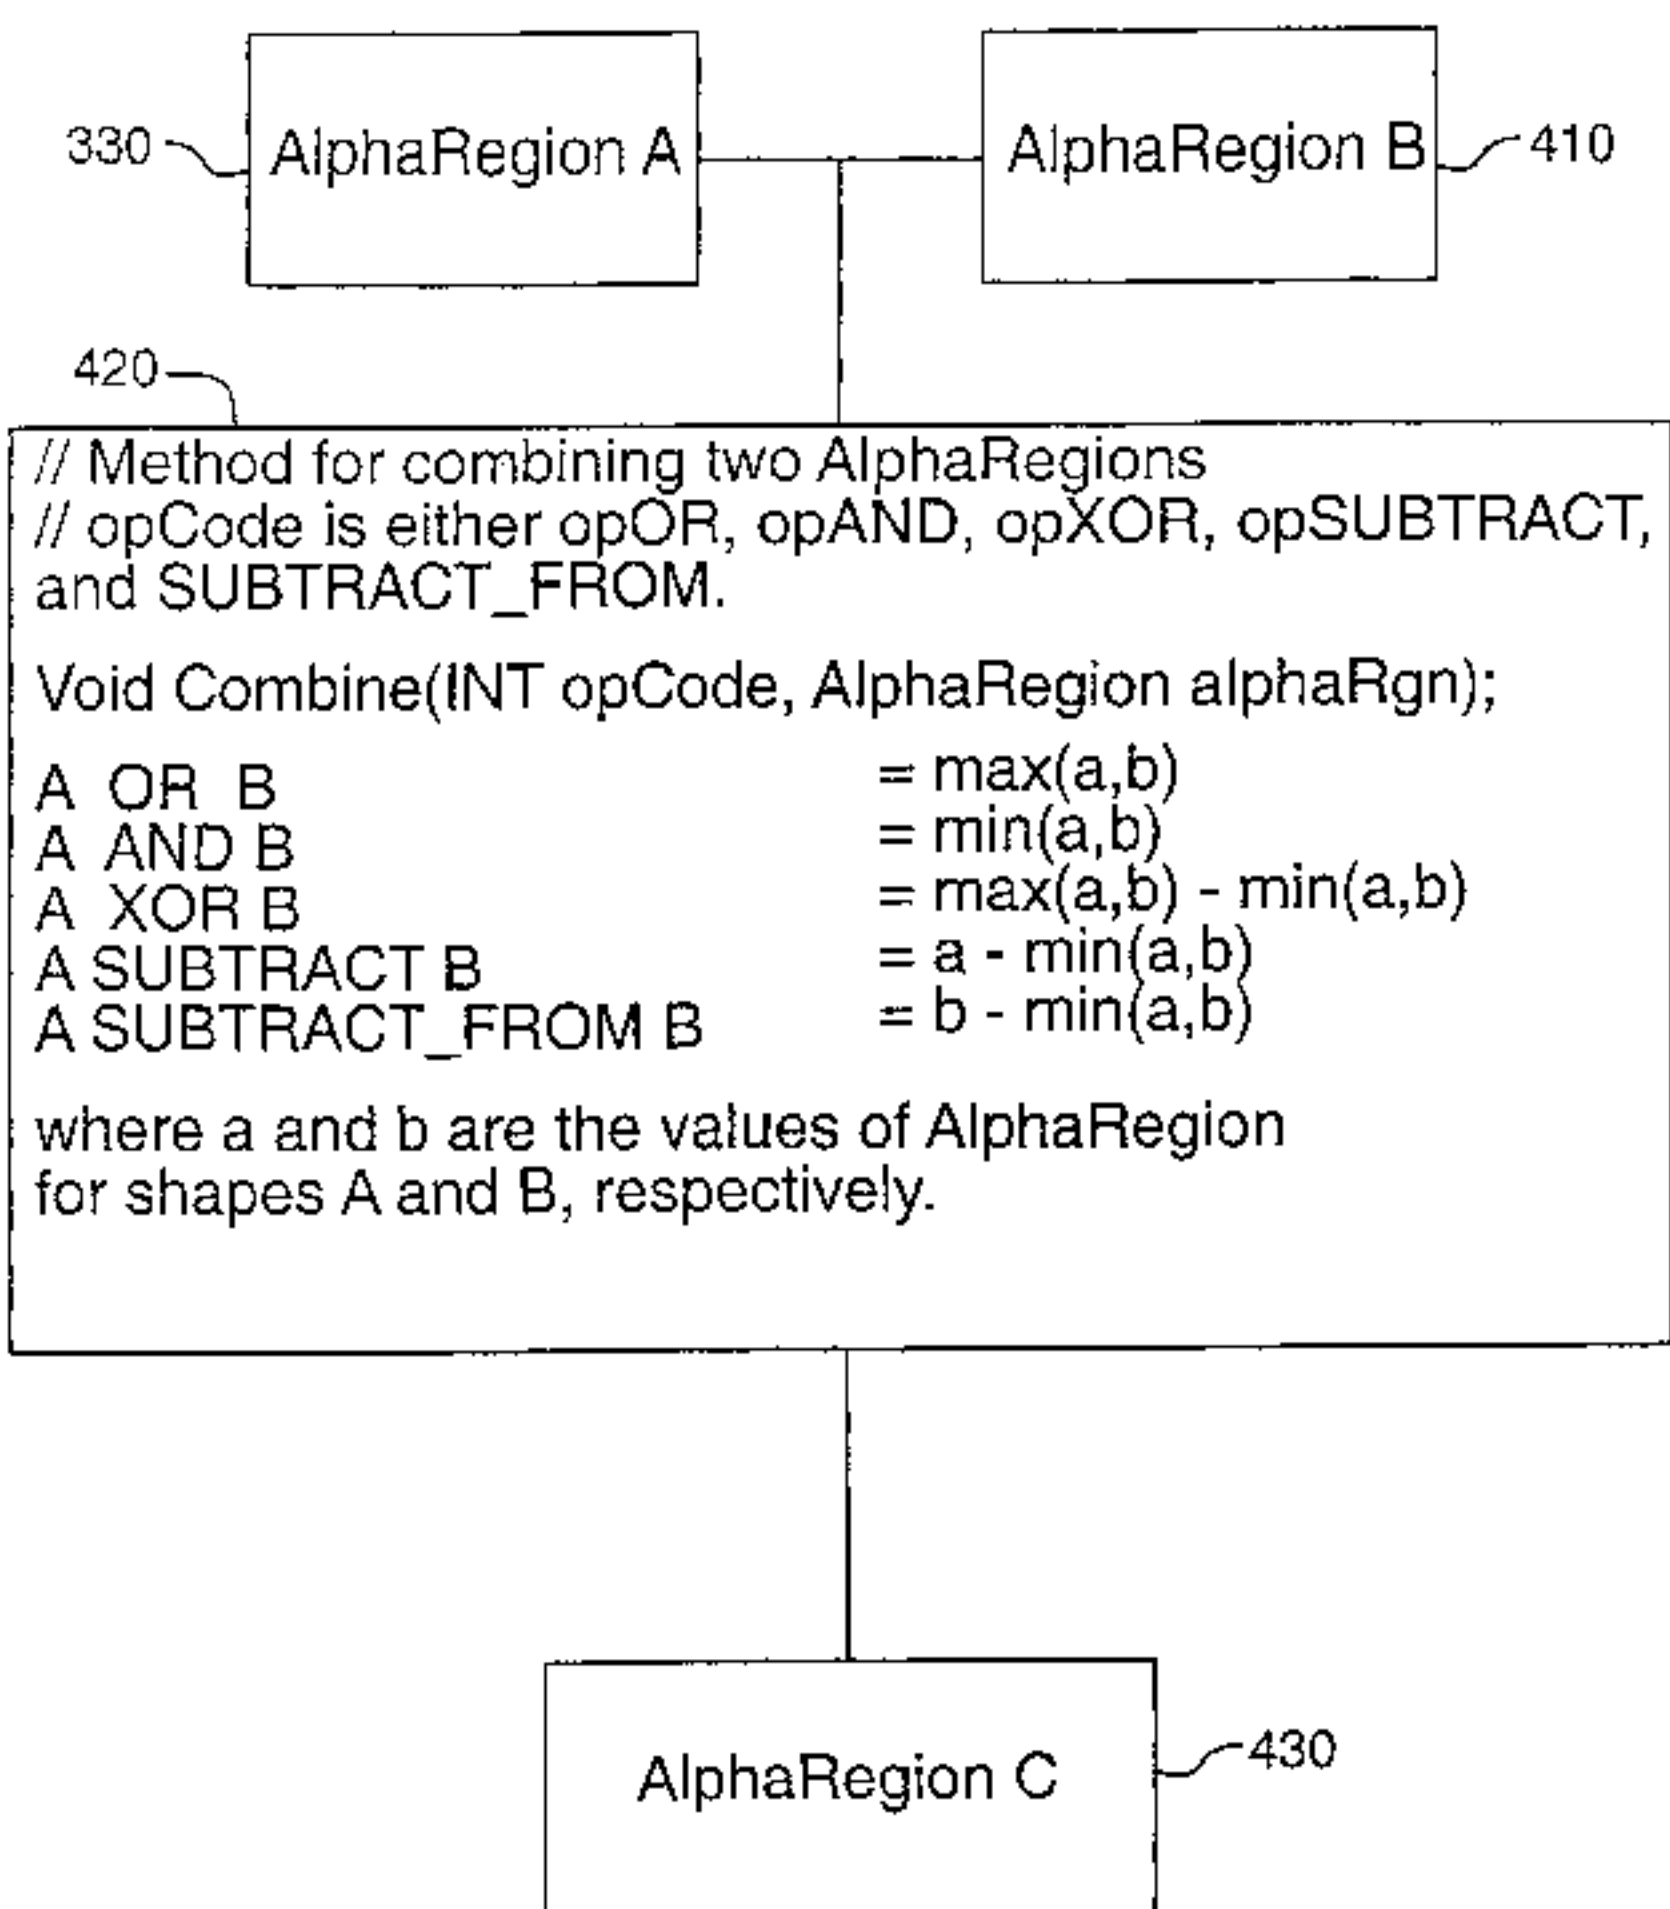 330
AlphaRegion A
AlphaRegion B
410
420
// Method for combining two AlphaRegions
// opCode is either opOR, opAND, opXOR, opSUBTRACT,
and SUBTRACT_FROM.
Void Combine(INT opCode, AlphaRegion alphaRgn);
A OR B = max(a,b)
A AND B = min(a,b)
A XOR B = max(a,b) - min(a,b)
A SUBTRACT B = a - min(a,b)
A SUBTRACT_FROM B = b - min(a,b)
where a and b are the values of AlphaRegion
for shapes A and B, respectively.
AlphaRegion C
430